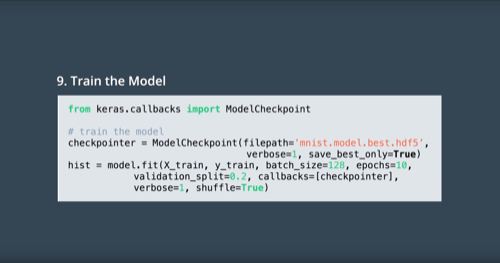 9. Train the Model
from keras.callbacks import ModelCheckpoint
# train the model
checkpointer = ModelCheckpoint(filepath='mnist.model.best.hdf5',
verbose=1, save_best_only=True)
hist = model.fit(X_train, y_train, batch_size=128, epochs=10,
validation_split=0.2, callbacks=[checkpointer],
verbose=1, shuffle=True)